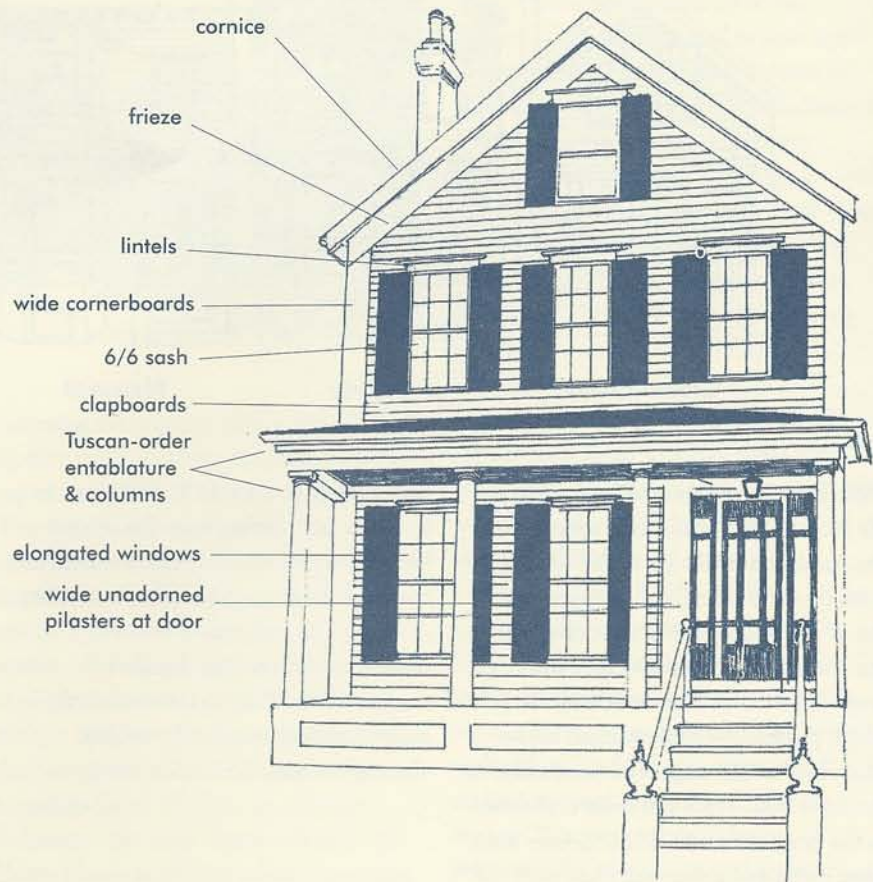 cornice
frieze
lintels
wide cornerboards
6/6 sash
clapboards
Tuscan-order
entablature
& columns
elongated windows
wide unadorned
pilasters at door